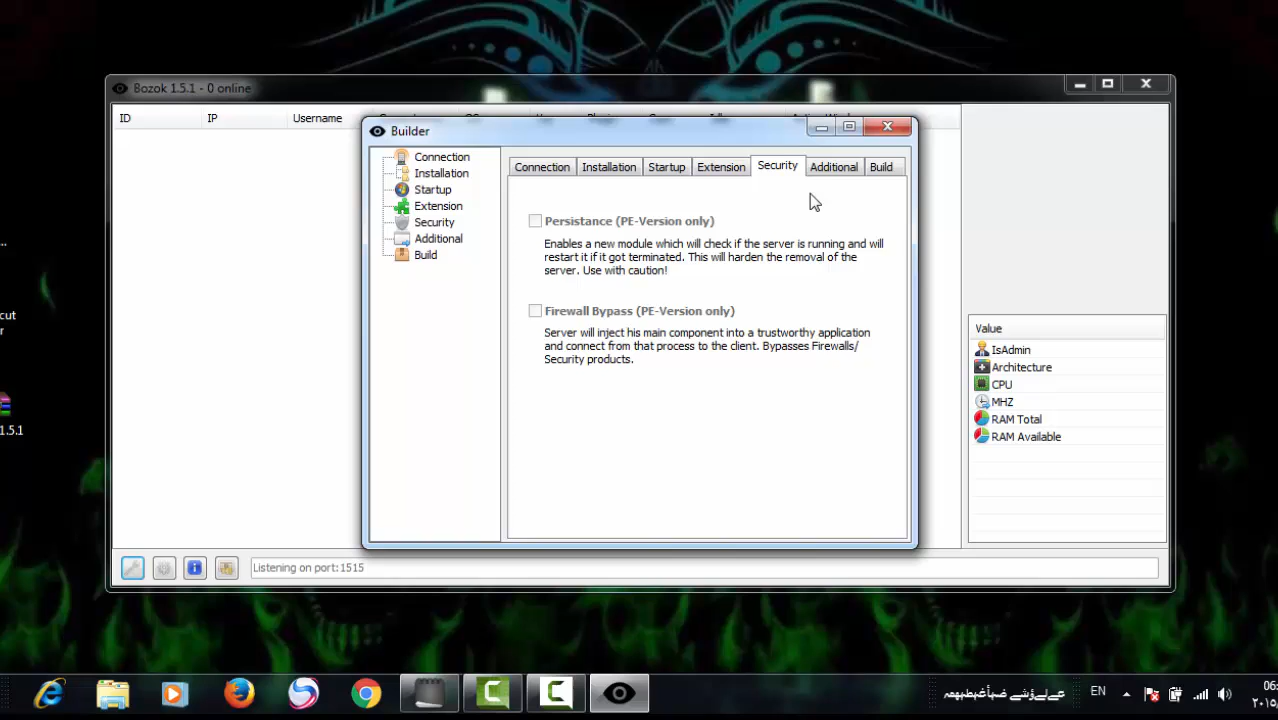 Bozok 1.5.1 - 0 online
ID IP Username
Builder
Connection
Installation
Startup
Extension
Security
Additional
Build
Connection Installation Startup Extension Security Additional Build
Persistance (PE-Version only)
Enables a new module which will check if the server is running and will
restart it if it got terminated. This will harden the removal of the
server. Use with caution!
Firewall Bypass (PE-Version only)
Server will inject his main component into a trustworthy application
and connect from that process to the client. Bypasses Firewalls/
Security products.
Value
IsAdmin
Architecture
CPU
MHZ
RAM Total
RAM Available
Listening on port:1515
...
cut
r
1.5.1
EN
06: